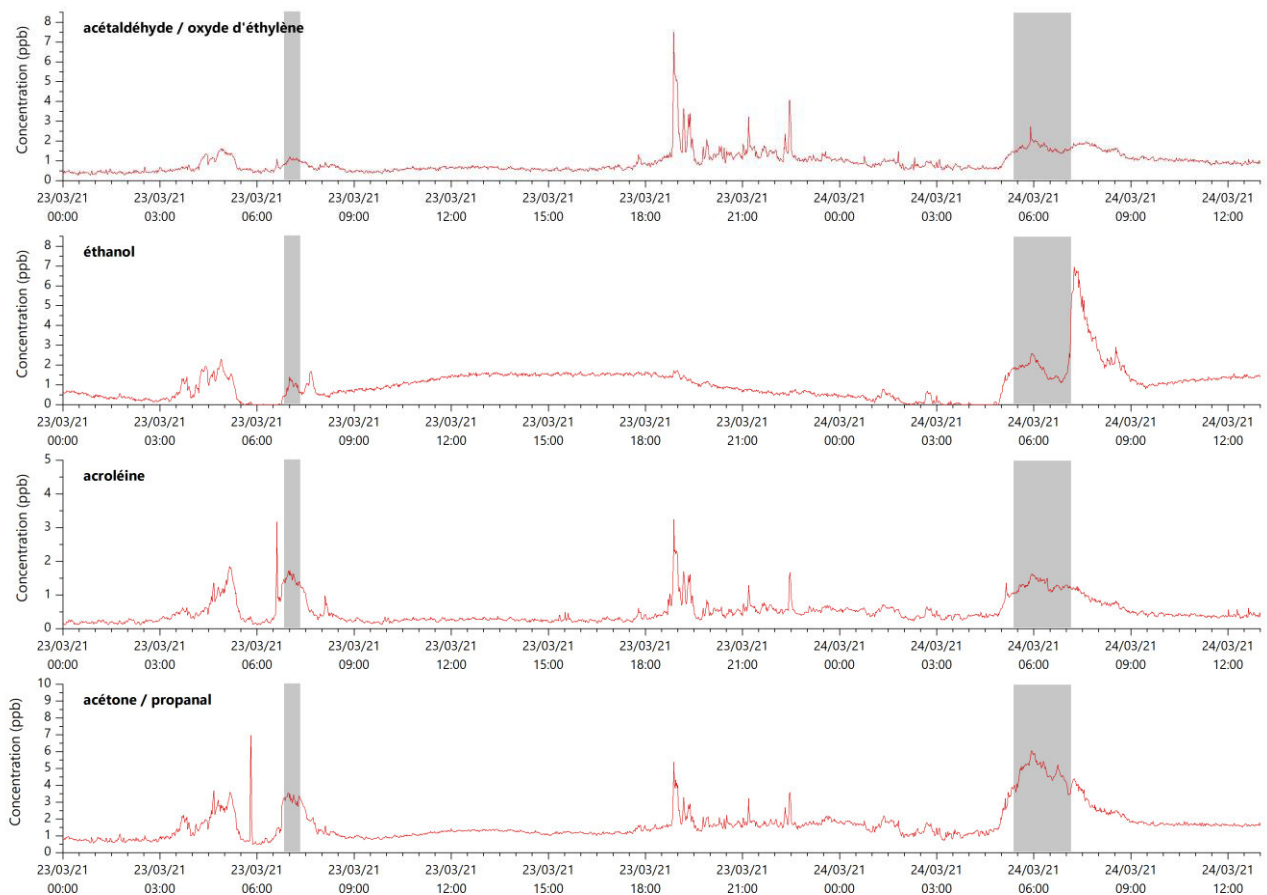 acétaldéhyde / oxyde d'éthylène
Concentration (ppb)
8
7
6
5
4
3
2
1
0
23/03/21 23/03/21 23/03/21 23/03/21 23/03/21 23/03/21 23/03/21 23/03/21 24/03/21 24/03/21 24/03/21 24/03/21 24/03/21
00:00 03:00 06:00 09:00 12:00 15:00 18:00 21:00 00:00 03:00 06:00 09:00 12:00
éthanol
Concentration (ppb)
8
7
6
5
4
3
2
1
0
23/03/21 23/03/21 23/03/21 23/03/21 23/03/21 23/03/21 23/03/21 23/03/21 24/03/21 24/03/21 24/03/21 24/03/21 24/03/21
00:00 03:00 06:00 09:00 12:00 15:00 18:00 21:00 00:00 03:00 06:00 09:00 12:00
acroléine
Concentration (ppb)
5
4
3
2
1
0
23/03/21 23/03/21 23/03/21 23/03/21 23/03/21 23/03/21 23/03/21 23/03/21 24/03/21 24/03/21 24/03/21 24/03/21 24/03/21
00:00 03:00 06:00 09:00 12:00 15:00 18:00 21:00 00:00 03:00 06:00 09:00 12:00
acétone / propanal
Concentration (ppb)
10
9
8
7
6
5
4
3
2
1
0
23/03/21 23/03/21 23/03/21 23/03/21 23/03/21 23/03/21 23/03/21 23/03/21 24/03/21 24/03/21 24/03/21 24/03/21 24/03/21
00:00 03:00 06:00 09:00 12:00 15:00 18:00 21:00 00:00 03:00 06:00 09:00 12:00